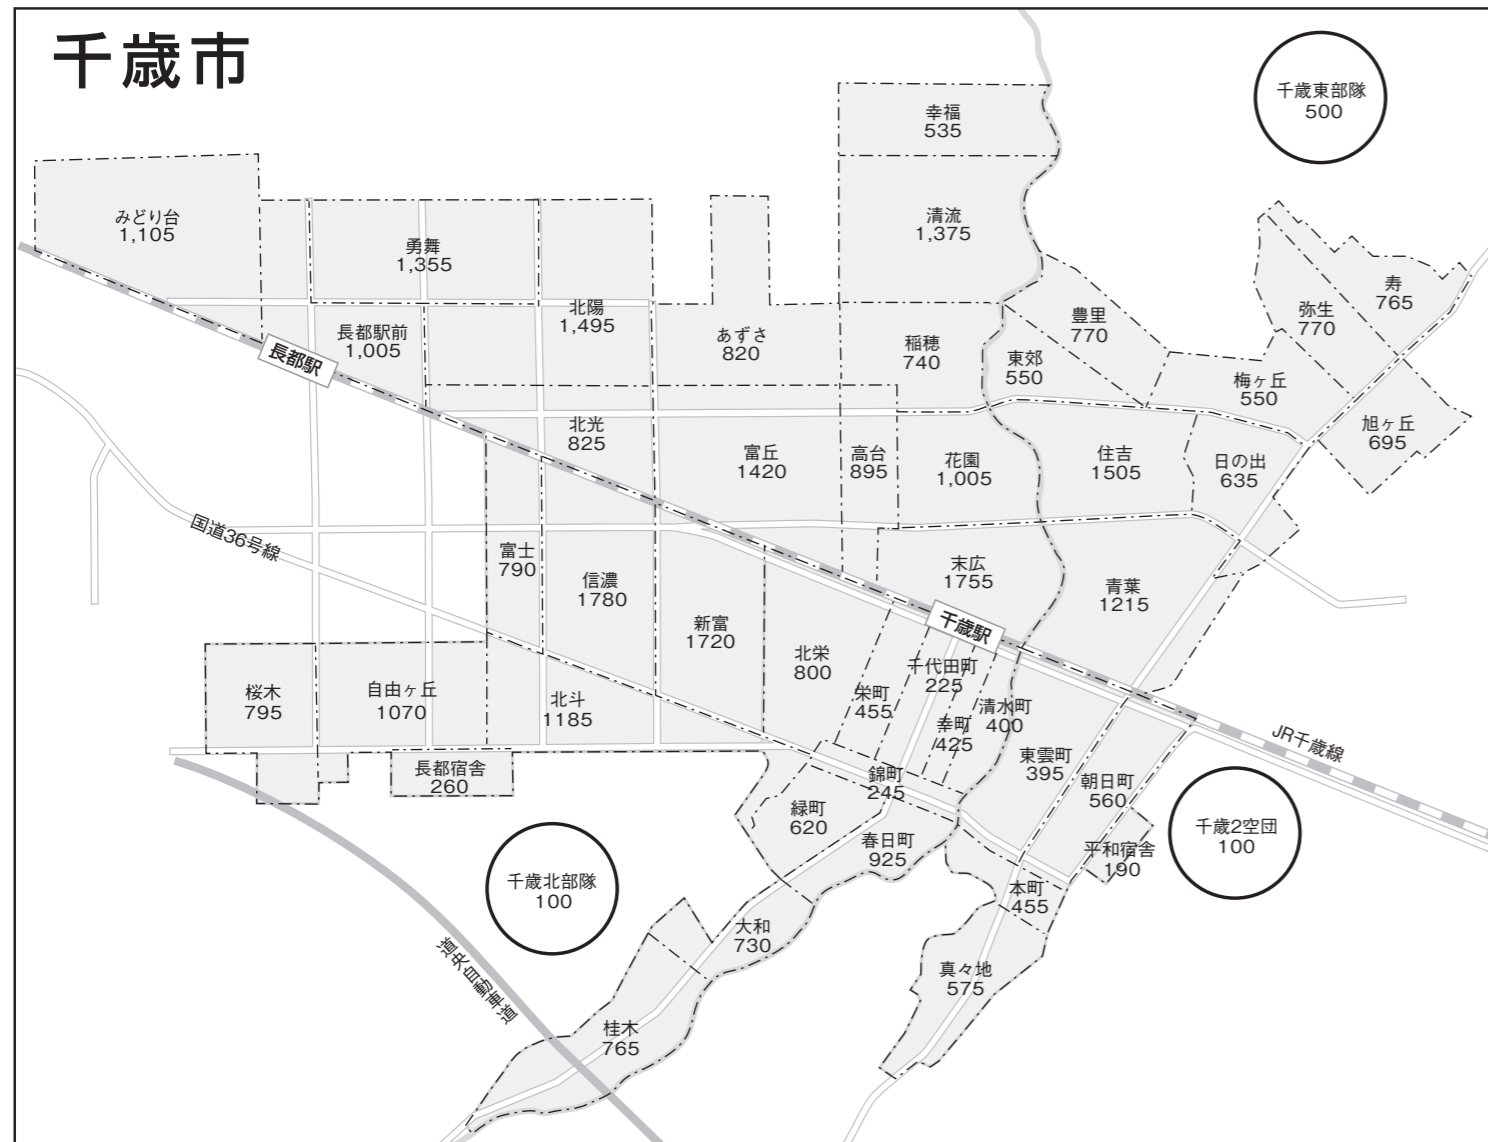 千歳市
千歳東部隊
500
幸福
535
みどり台
1,105
清流
1,375
勇舞
1,355
寿
765
弥生
770
北陽
1,495
豊里
770
長都駅前
1,005
あずさ
820
稲穂
740
東郊
550
長都駅
梅ヶ丘
550
北光
825
旭ヶ丘
695
富丘
1420
高台
895
花園
1,005
住吉
1505
日の出
635
国道36号線
富士
790
信濃
1780
末広
1755
青葉
1215
新富
1720
千歳駅
北栄
800
千代田町
225
桜木
795
自由ヶ丘
1070
北斗
1185
栄町
455
清水町
400
幸町
425
JR千歳線
東雲町
395
長都宿舎
260
錦町
245
朝日町
560
緑町
620
春日町
925
千歳2空団
100
平和宿舎
190
千歳北部隊
100
本町
455
大和
730
真々地
575
道央自動車道
桂木
765